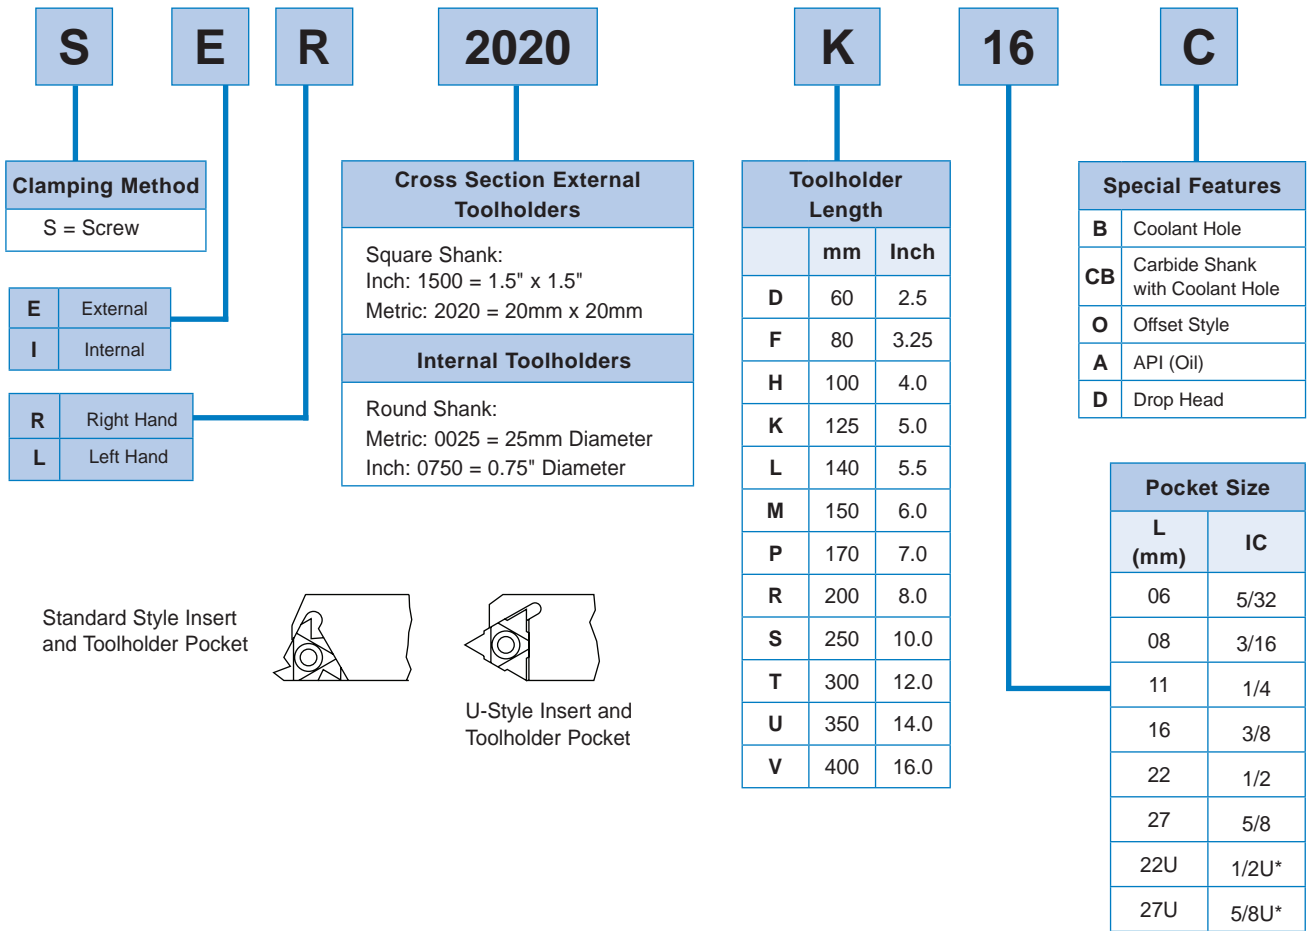 S E R 2020 K 16 C
Clamping Method
S = Screw
E External
I Internal
R Right Hand
L Left Hand
Cross Section External
Toolholders
Square Shank:
Inch: 1500 = 1.5" x 1.5"
Metric: 2020 = 20mm x 20mm
Internal Toolholders
Round Shank:
Metric: 0025 = 25mm Diameter
Inch: 0750 = 0.75" Diameter
Toolholder
Length
mm Inch
D 60 2.5
F 80 3.25
H 100 4.0
K 125 5.0
L 140 5.5
M 150 6.0
P 170 7.0
R 200 8.0
S 250 10.0
T 300 12.0
U 350 14.0
V 400 16.0
Special Features
B Coolant Hole
CB Carbide Shank
with Coolant Hole
O Offset Style
A API (Oil)
D Drop Head
Pocket Size
L
(mm)
IC
06 5/32
08 3/16
11 1/4
16 3/8
22 1/2
27 5/8
22U 1/2U*
27U 5/8U*
Standard Style Insert
and Toolholder Pocket
U-Style Insert and
Toolholder Pocket